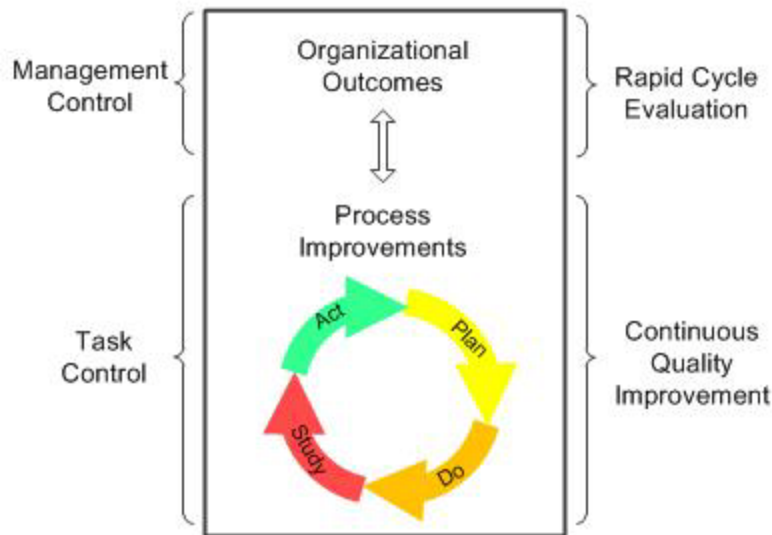 Management
Control
Organizational
Outcomes
Rapid Cycle
Evaluation
Process
Improvements
Task
Control
Act
Plan
Do
Study
Continuous
Quality
Improvement